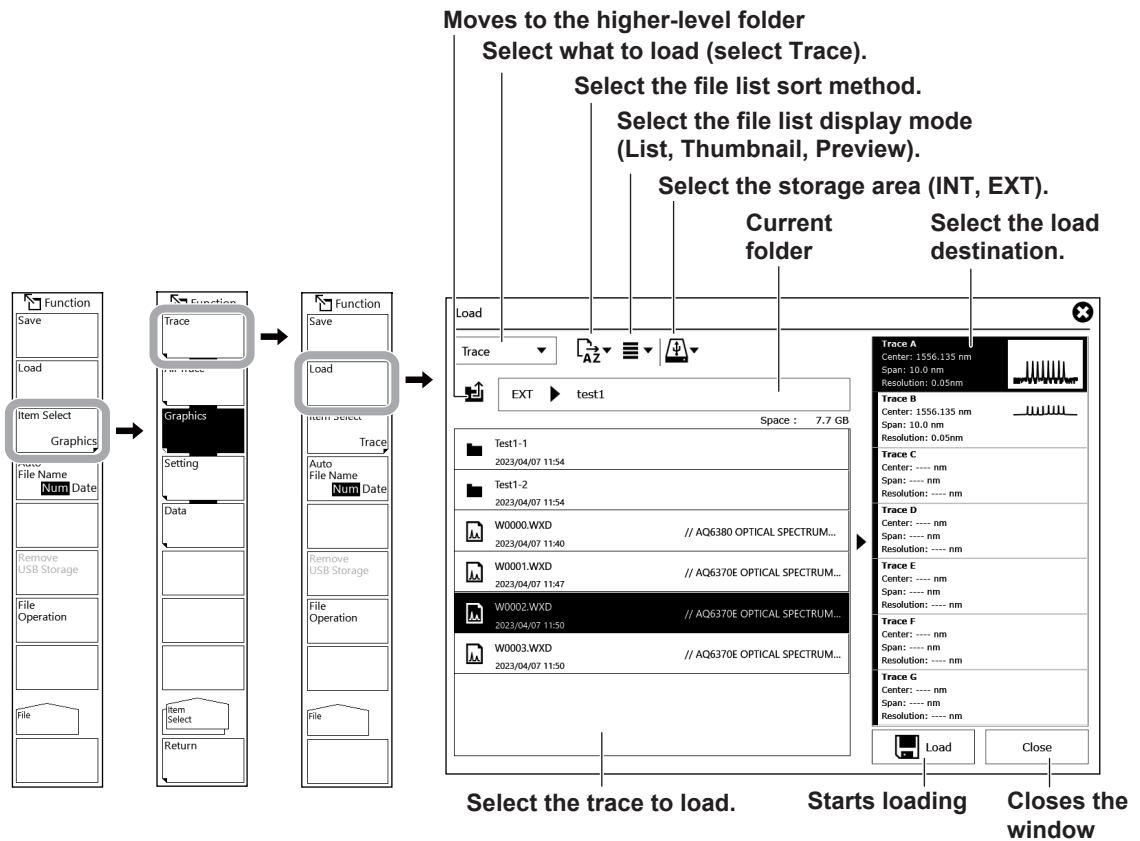 Moves to the higher-level folder
Select what to load (select Trace).
Select the file list sort method.
Select the file list display mode
(List, Thumbnail, Preview).
Select the storage area (INT, EXT).
Current
folder
Select the load
destination.
Function
Save
Load
Item Select
Graphics
Auto
File Name
Num Date
Remove
USB Storage
File
Operation
File
Function
Trace
All Trace
Graphics
Setting
Data
Item
Select
Return
Function
Save
Load
Item Select
Trace
Auto
File Name
Num Date
Remove
USB Storage
File
Operation
File
Load
Trace
AZ
EXT test1
Space : 7.7 GB
Test1-1
2023/04/07 11:54
Test1-2
2023/04/07 11:54
W0000.WXD // AQ6380 OPTICAL SPECTRUM...
2023/04/07 11:40
W0001.WXD // AQ6370E OPTICAL SPECTRUM...
2023/04/07 11:47
W0002.WXD // AQ6370E OPTICAL SPECTRUM...
2023/04/07 11:50
W0003.WXD // AQ6370E OPTICAL SPECTRUM...
2023/04/07 11:50
Trace A
Center: 1556.135 nm
Span: 10.0 nm
Resolution: 0.05nm
Trace B
Center: 1556.135 nm
Span: 10.0 nm
Resolution: 0.05nm
Trace C
Center: ---- nm
Span: ---- nm
Resolution: ---- nm
Trace D
Center: ---- nm
Span: ---- nm
Resolution: ---- nm
Trace E
Center: ---- nm
Span: ---- nm
Resolution: ---- nm
Trace F
Center: ---- nm
Span: ---- nm
Resolution: ---- nm
Trace G
Center: ---- nm
Span: ---- nm
Resolution: ---- nm
Load
Close
Select the trace to load.
Starts loading
Closes the
window